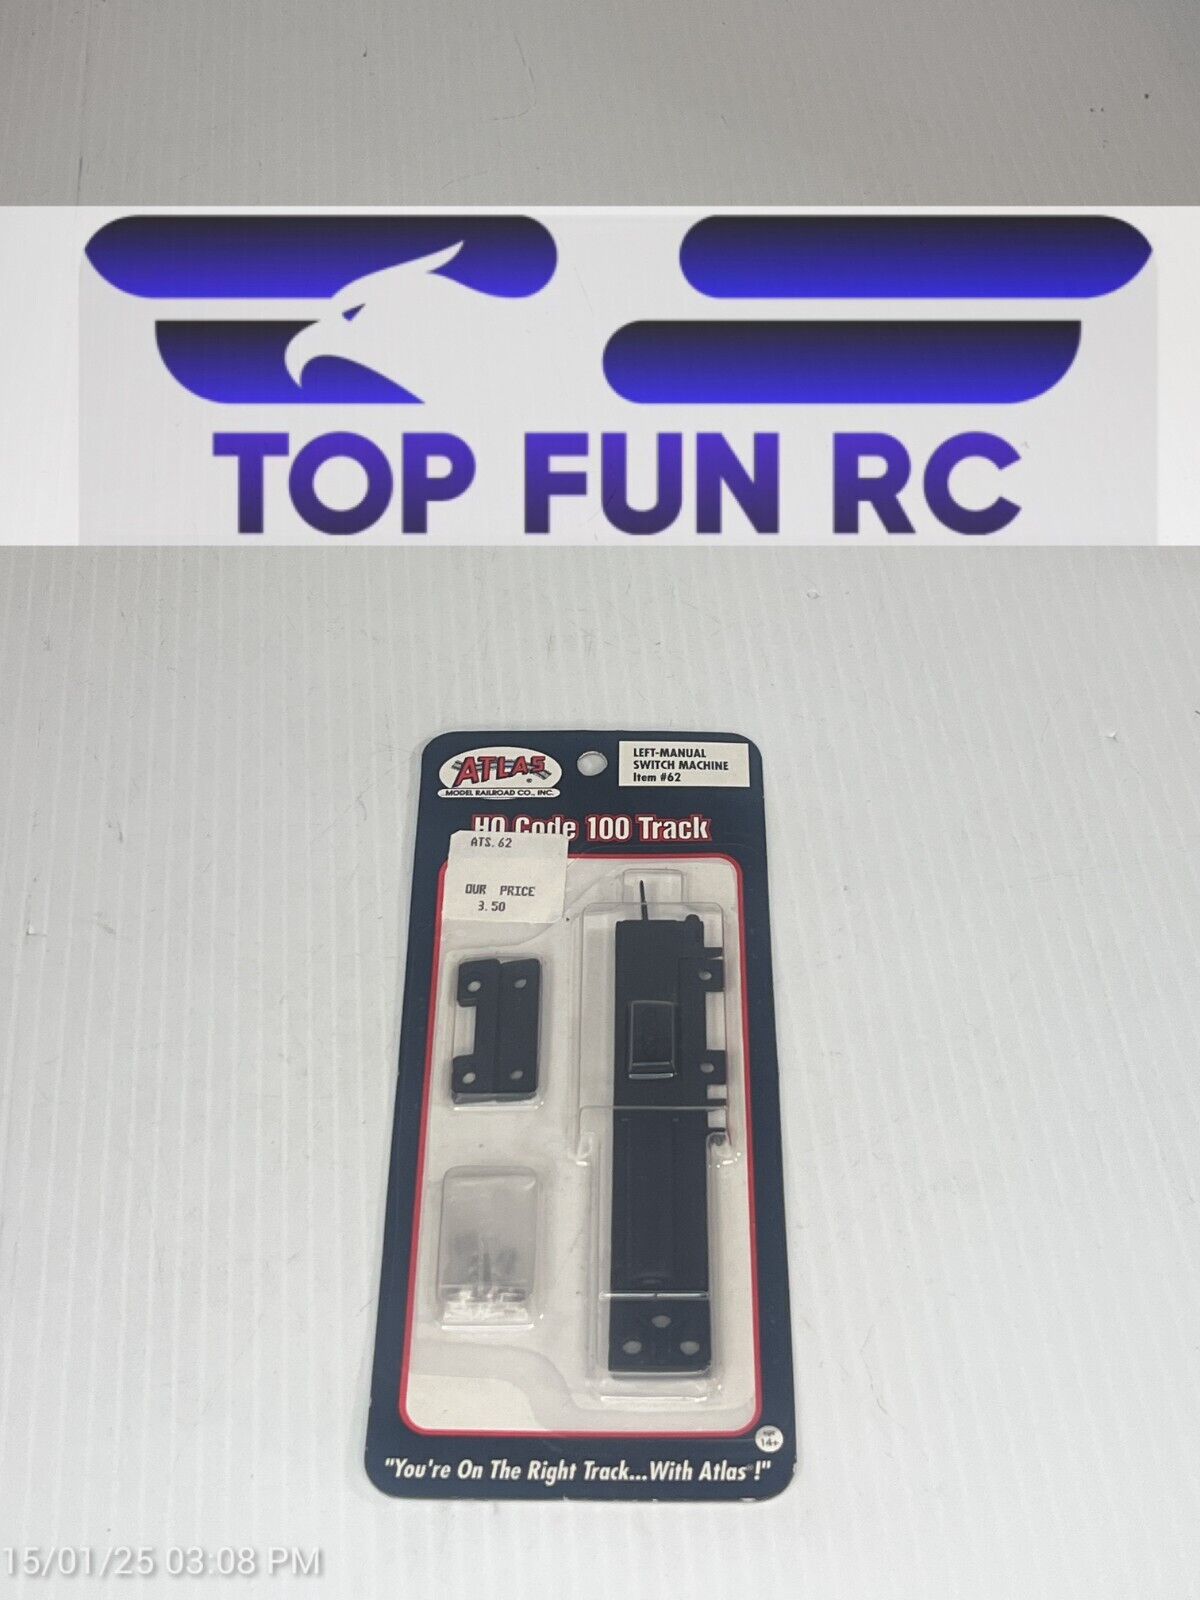 TOP FUN RC
ATLAS
MODEL RAILROAD CO., INC.
LEFT-MANUAL
SWITCH MACHINE
Item #62
HO Code 100 Track
ATS.62
OUR PRICE
3.50
14+
"You're On The Right Track...With Atlas®!"
15/01/25 03:08 PM